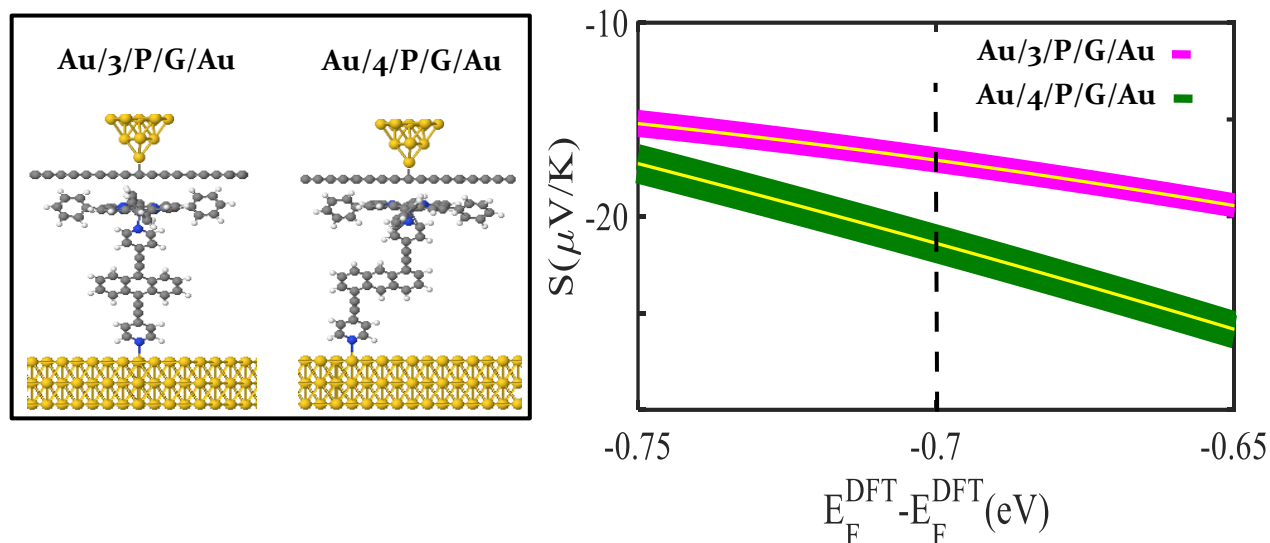 Au/3/P/G/Au Au/4/P/G/Au
-10
Au/3/P/G/Au
Au/4/P/G/Au
-20
S(μV/K)
-0.75 -0.7 -0.65
E_F^DFT-E_F^DFT(eV)